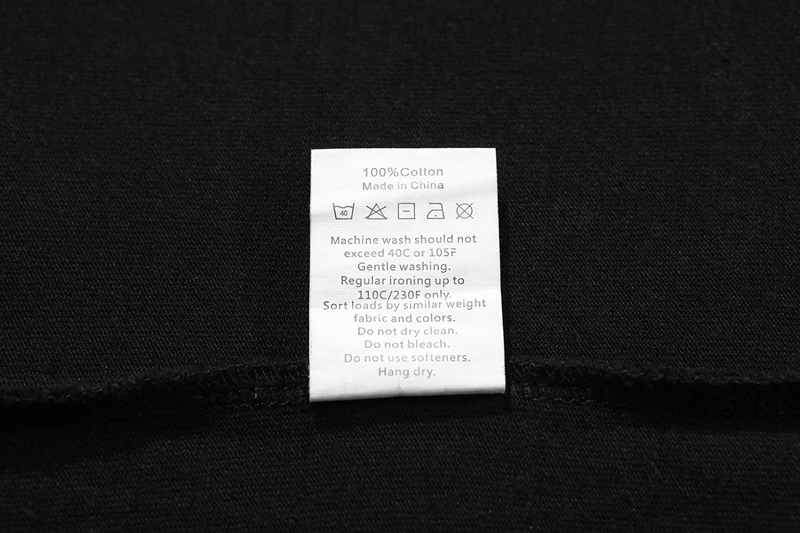 100%Cotton
Made in China
40
Machine wash should not
exceed 40C or 105F
Gentle washing.
Regular ironing up to
110C/230F only.
Sort loads by similar weight
fabric and colors.
Do not dry clean.
Do not bleach.
Do not use softeners.
Hang dry.